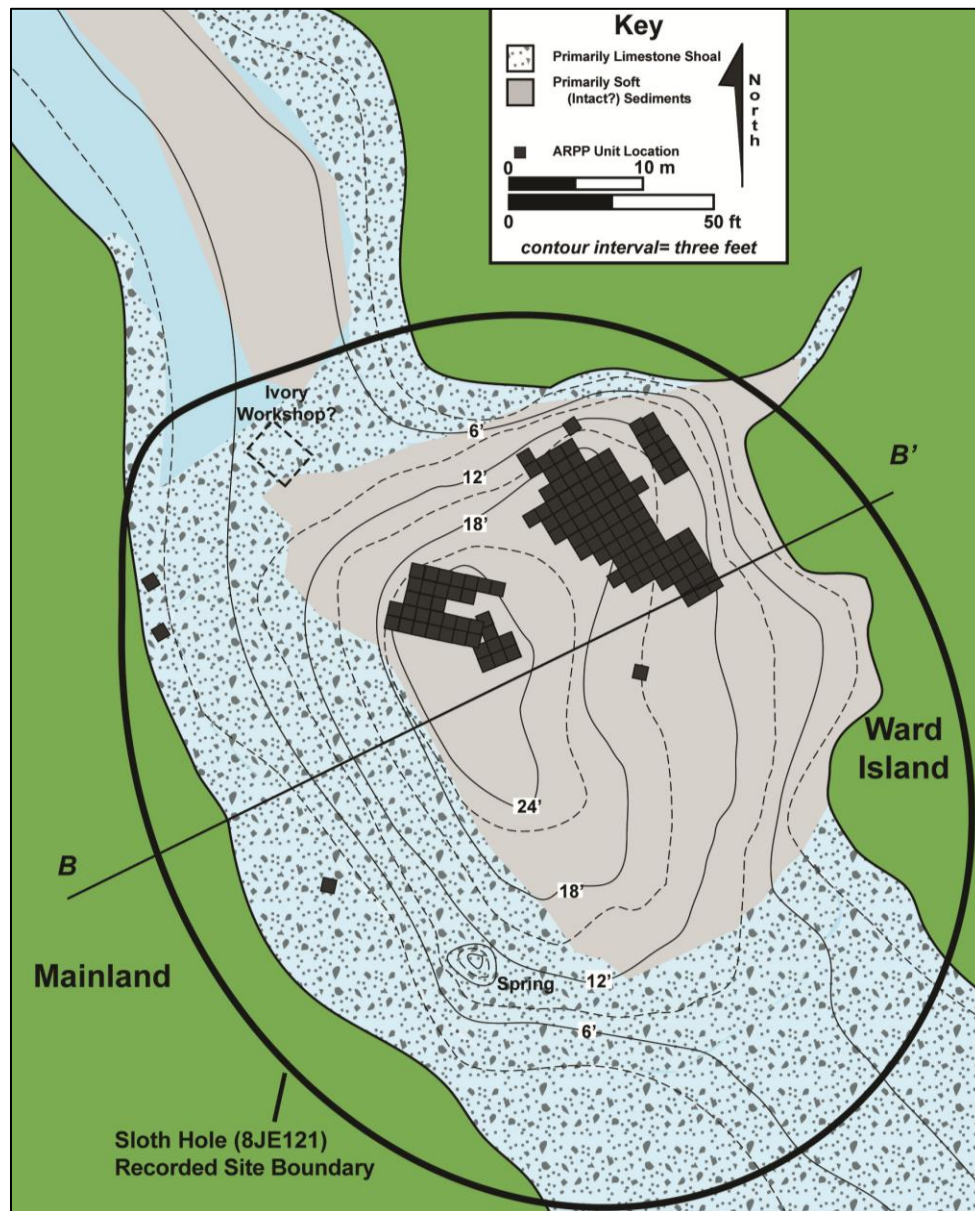 Key
Primarily Limestone Shoal
Primarily Soft
(Intact?) Sediments
North
ARPP Unit Location
0 10 m
0 50 ft
contour interval= three feet
Ivory
Workshop?
6'
12'
18'
B'
Ward
Island
24'
B
18'
Mainland
Spring
12'
6'
Sloth Hole (8JE121)
Recorded Site Boundary